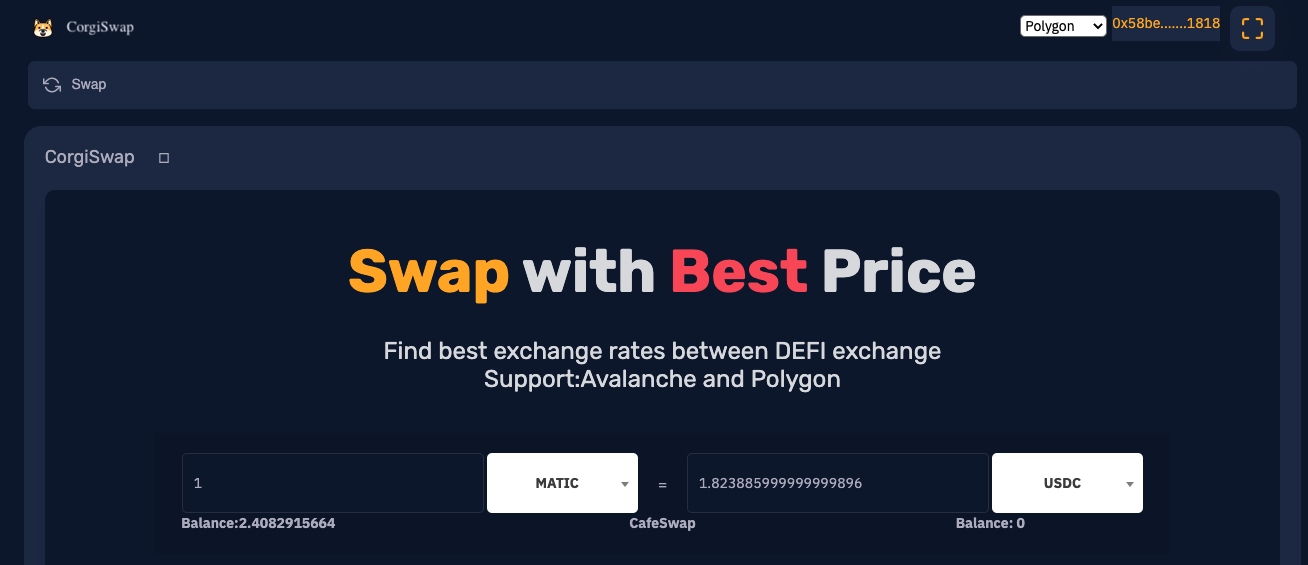 CorgiSwap
Polygon
0x58be.......1818
Swap
CorgiSwap
Swap with Best Price
Find best exchange rates between DEFI exchange
Support:Avalanche and Polygon
1 MATIC = 1.823885999999999896 USDC
Balance:2.4082915664 CafeSwap Balance: 0